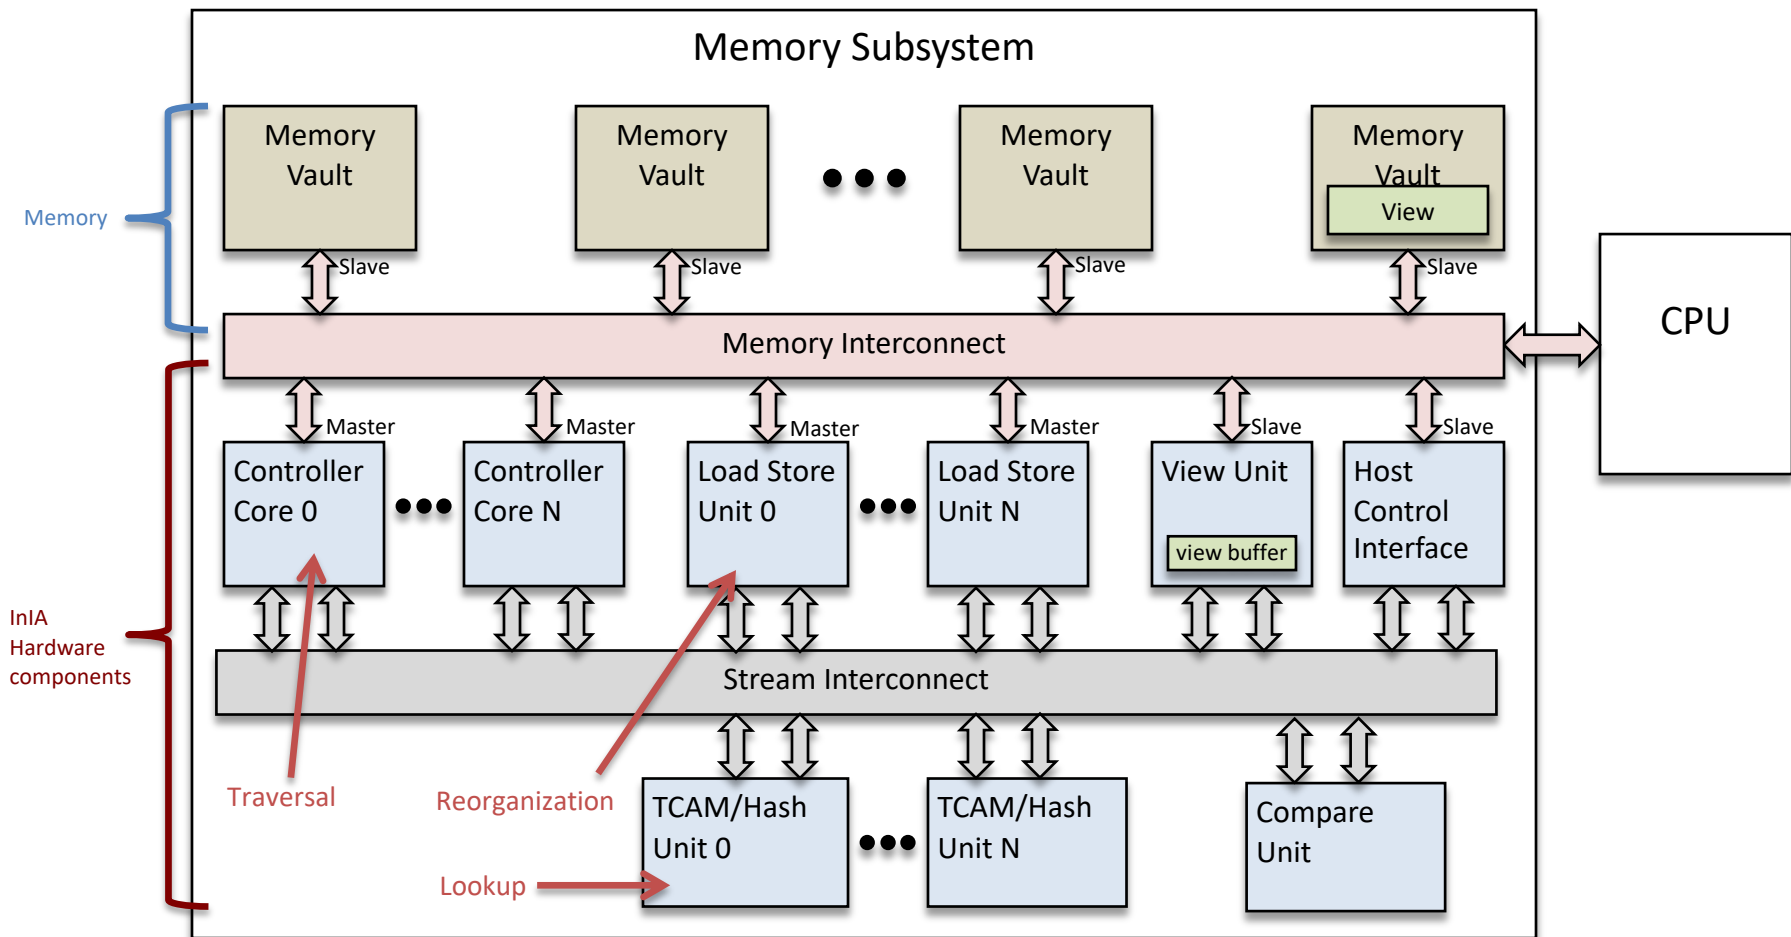 Memory Subsystem
Memory
Vault
Memory
Vault
Memory
Vault
Memory
Vault
View
Memory
Slave
Slave
Slave
Slave
Memory Interconnect
CPU
Master
Master
Master
Master
Slave
Slave
Controller
Core 0
Controller
Core N
Load Store
Unit 0
Load Store
Unit N
View Unit
view buffer
Host
Control
Interface
InIA
Hardware
components
Stream Interconnect
Traversal
Reorganization
Lookup
TCAM/Hash
Unit 0
TCAM/Hash
Unit N
Compare
Unit